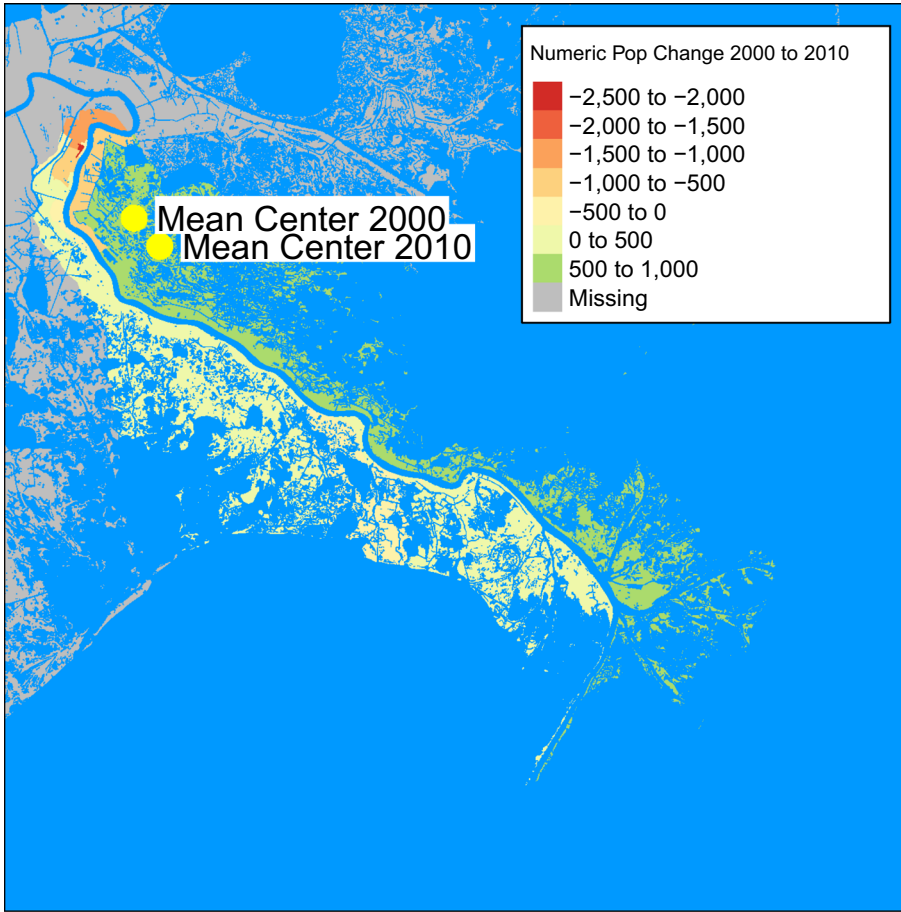 Numeric Pop Change 2000 to 2010
−2,500 to −2,000
−2,000 to −1,500
−1,500 to −1,000
−1,000 to −500
−500 to 0
0 to 500
500 to 1,000
Missing
Mean Center 2000
Mean Center 2010